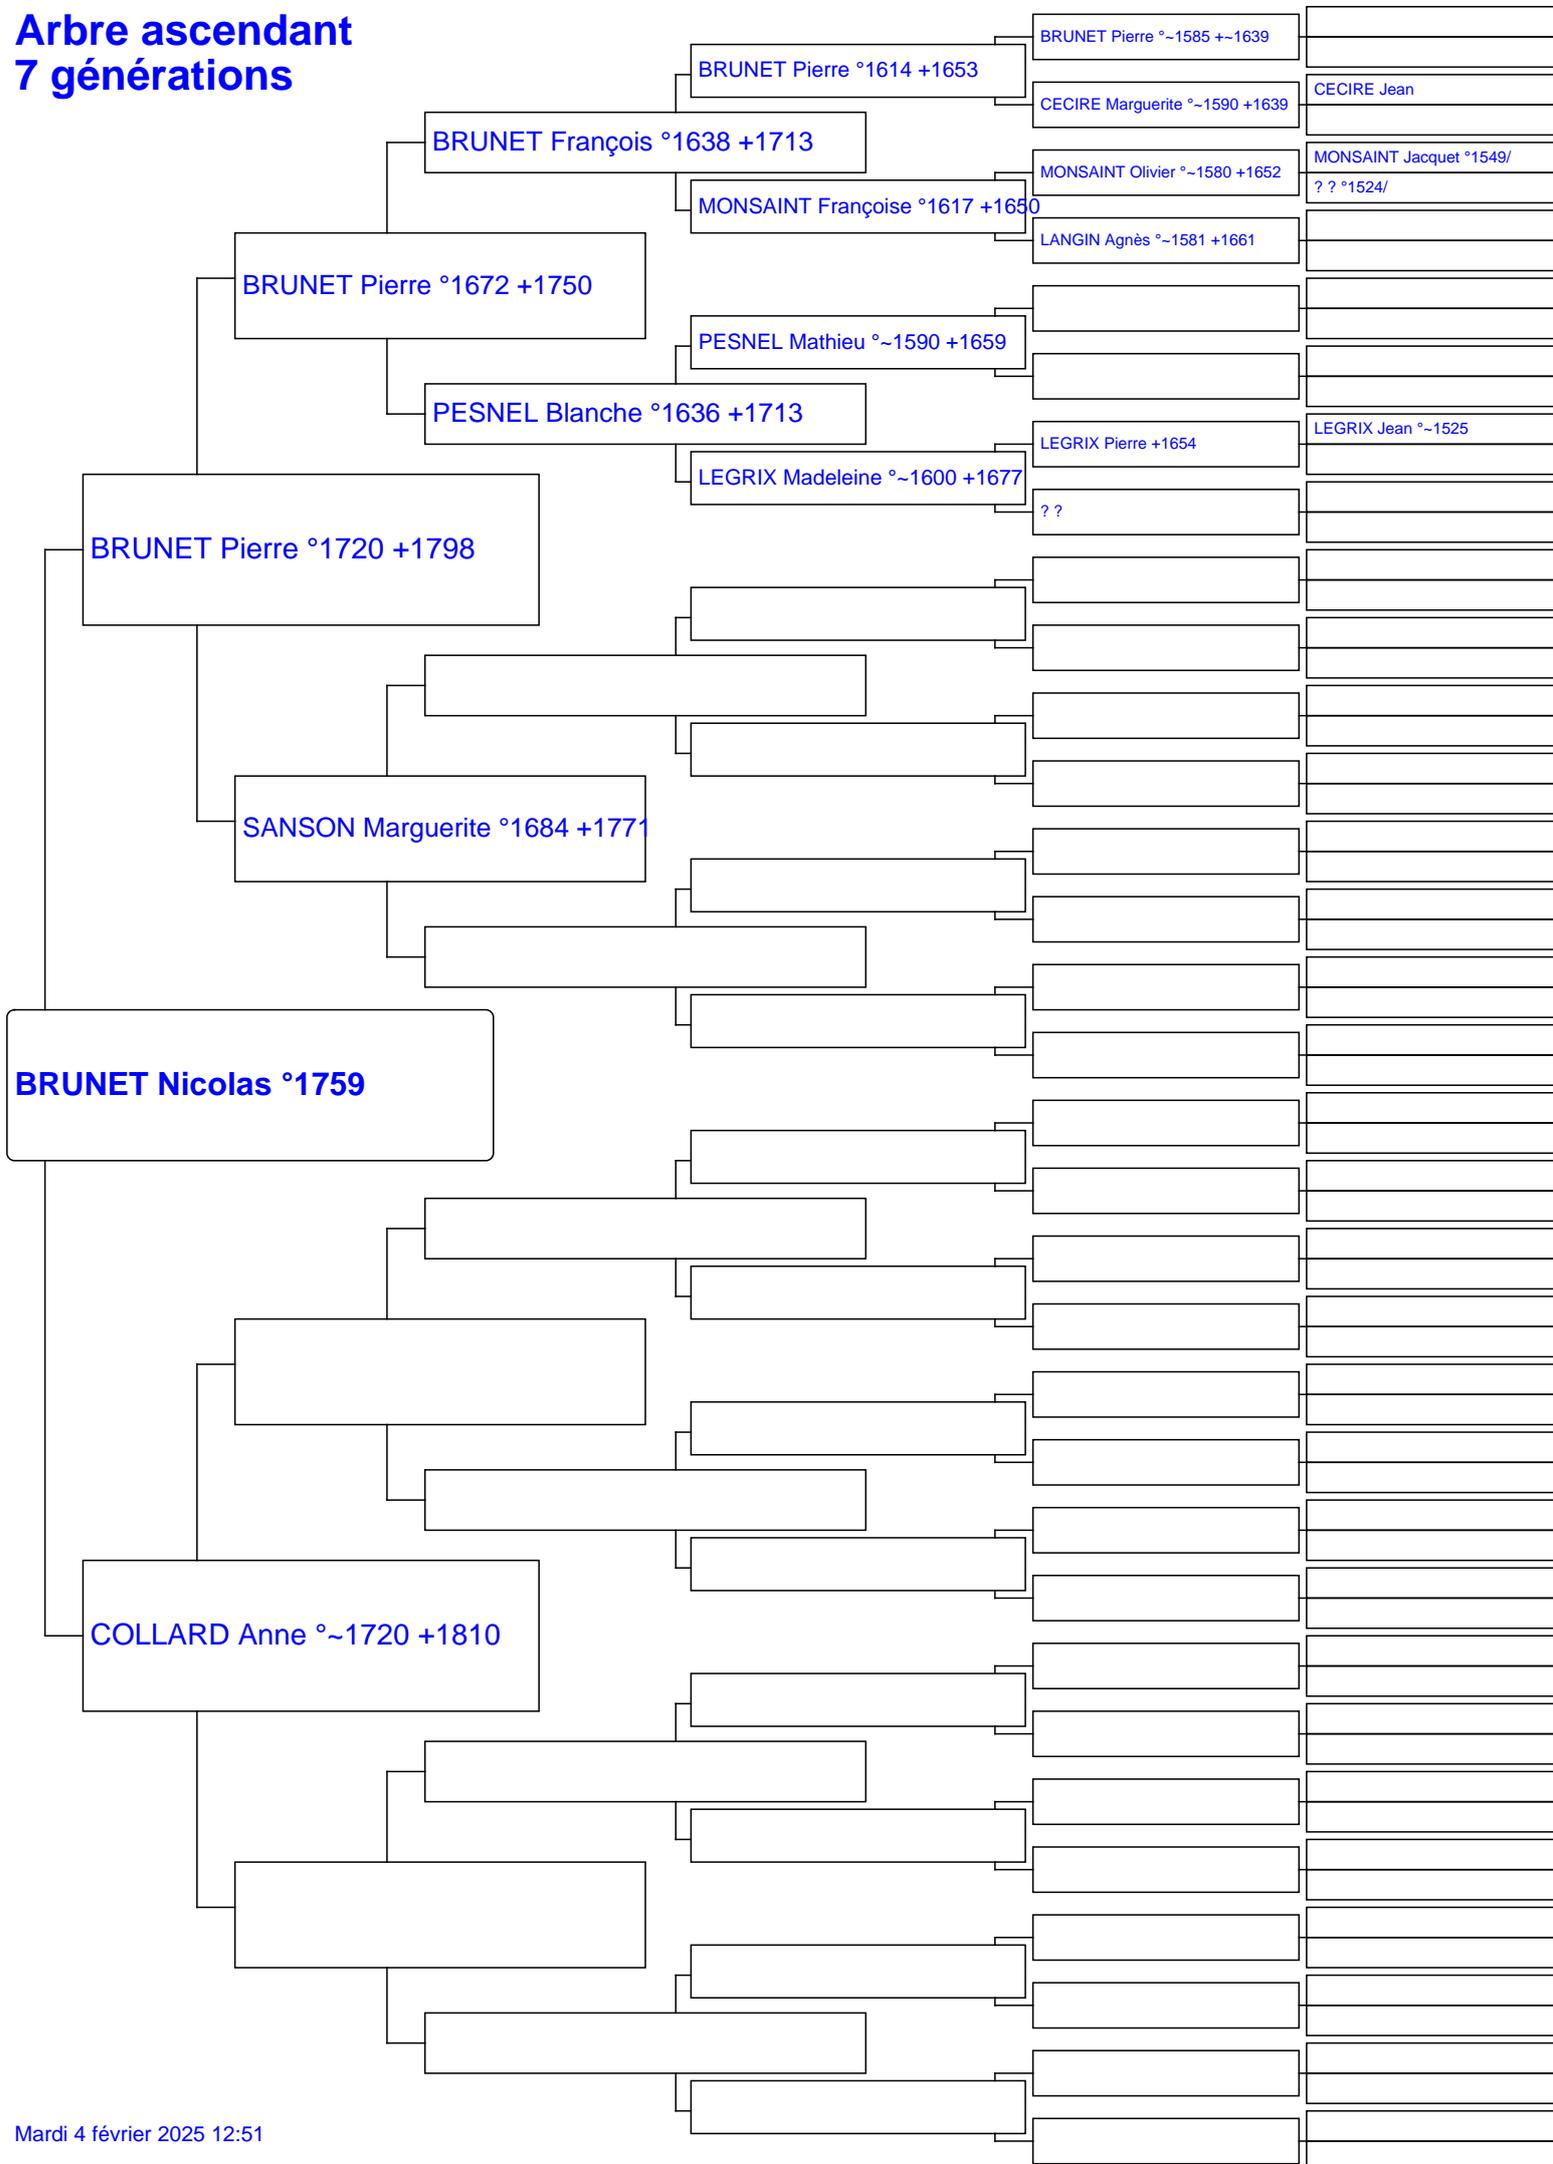 Arbre ascendant
7 générations
BRUNET Pierre °~1585 +~1639
BRUNET Pierre °1614 +1653
CECIRE Jean
CECIRE Marguerite °~1590 +1639
BRUNET François °1638 +1713
MONSAINT Jacquet °1549/
MONSAINT Olivier °~1580 +1652
? ? °1524/
MONSAINT Françoise °1617 +1650
LANGIN Agnès °~1581 +1661
BRUNET Pierre °1672 +1750
PESNEL Mathieu °~1590 +1659
PESNEL Blanche °1636 +1713
LEGRIX Jean °~1525
LEGRIX Pierre +1654
LEGRIX Madeleine °~1600 +1677
? ?
BRUNET Pierre °1720 +1798
SANSON Marguerite °1684 +1771
BRUNET Nicolas °1759
COLLARD Anne °~1720 +1810
Mardi 4 février 2025 12:51